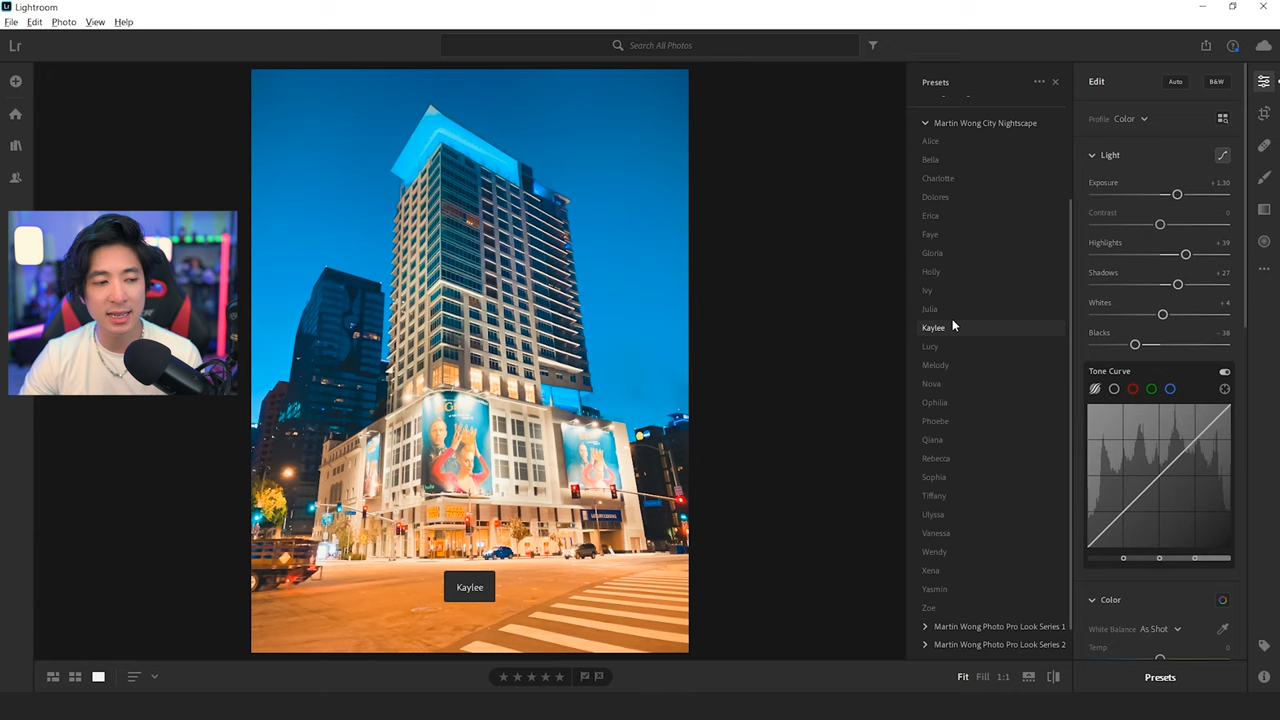 Lightroom
File Edit Photo View Help
Lr
Search All Photos
Presets
Martin Wong City Nightscape
Alice
Bella
Charlotte
Dolores
Erica
Faye
Gloria
Holly
Ivy
Julia
Kaylee
Lucy
Melody
Nova
Ophilia
Phoebe
Qiana
Rebecca
Sophia
Tiffany
Ulyssa
Vanessa
Wendy
Xena
Yasmin
Zoe
Martin Wong Photo Pro Look Series 1
Martin Wong Photo Pro Look Series 2
Edit Auto B&W
Profile Color
Light
Exposure + 1.30
Contrast 0
Highlights + 39
Shadows + 27
Whites + 4
Blacks - 38
Tone Curve
Color
White Balance As Shot
Temp 0
Kaylee
Fit Fill 1:1
Presets